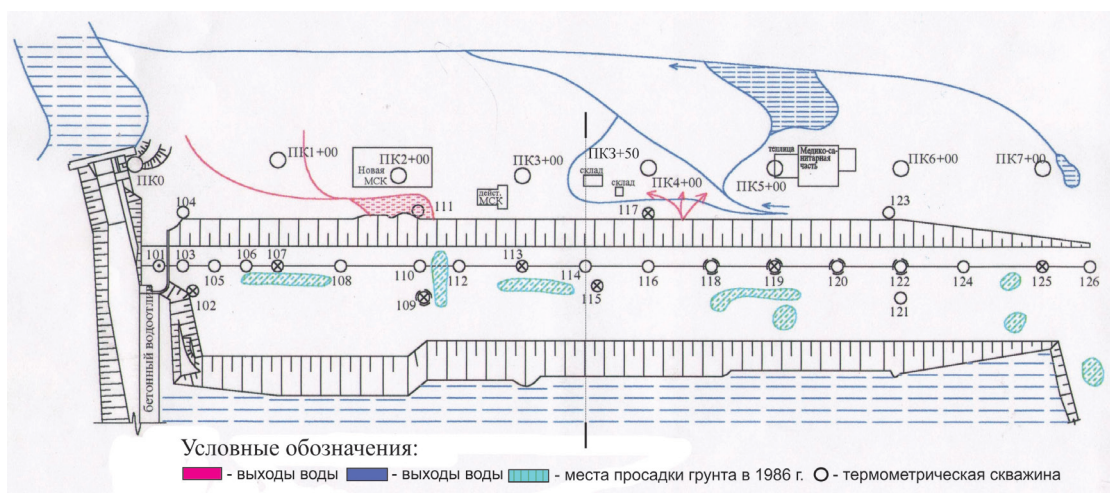 ПК0
ПК1+00
Новая
МСК
ПК2+00
ПК3+00
дейст.
МСК
ПК3+50
склад
склад
ПК4+00
теплица
Медико-са-
нитарная
часть
ПК5+00
ПК6+00
ПК7+00
104
111
117
123
101
103
105
106
107
108
110
112
113
114
116
118
119
120
122
124
125
126
102
109
115
121
бетонный водоотлив
Условные обозначения:
- выходы воды
- выходы воды
- места просадки грунта в 1986 г.
- термометрическая скважина